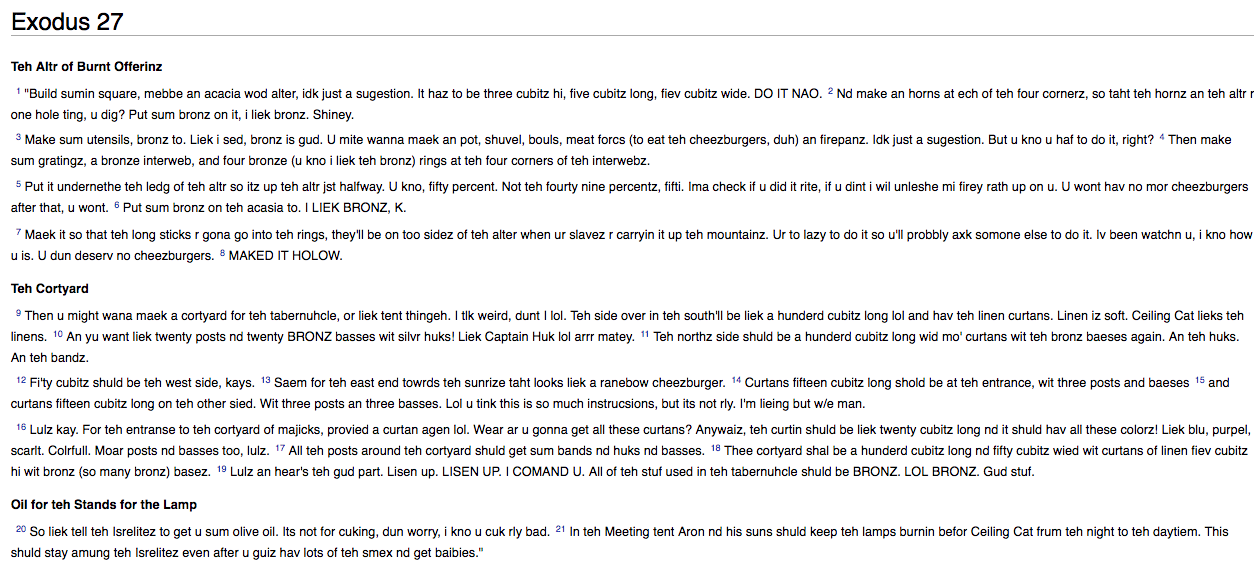 Exodus 27
Teh Altr of Burnt Offerinz
1 "Build sumin square, mebbe an acacia wod alter, idk just a sugestion. It haz to be three cubitz hi, five cubitz long, fiev cubitz wide. DO IT NAO. 2 Nd make an horns at ech of teh four cornerz, so taht teh hornz an teh altr r
one hole ting, u dig? Put sum bronz on it, i liek bronz. Shiney.
3 Make sum utensils, bronz to. Liek i sed, bronz is gud. U mite wanna maek an pot, shuvel, bouls, meat forcs (to eat teh cheezburgers, duh) an firepanz. Idk just a sugestion. But u kno u haf to do it, right? 4 Then make
sum gratingz, a bronze interweb, and four bronze (u kno i liek teh bronz) rings at teh four corners of teh interwebz.
5 Put it undernethe teh ledg of teh altr so itz up teh altr jst halfway. U kno, fifty percent. Not teh fourty nine percentz, fifti. Ima check if u did it rite, if u dint i wil unleshe mi firey rath up on u. U wont hav no mor cheezburgers
after that, u wont. 6 Put sum bronz on teh acasia to. I LIEK BRONZ, K.
7 Maek it so that teh long sticks r gona go into teh rings, they'll be on too sidez of teh alter when ur slavez r carryin it up teh mountainz. Ur to lazy to do it so u'll probbly axk somone else to do it. Iv been watchn u, i kno how
u is. U dun deserv no cheezburgers. 8 MAKED IT HOLOW.
Teh Cortyard
9 Then u might wana maek a cortyard for teh tabernuhcle, or liek tent thingeh. I tlk weird, dunt I lol. Teh side over in teh south'll be liek a hunderd cubitz long lol and hav teh linen curtans. Linen iz soft. Ceiling Cat lieks teh
linens. 10 An yu want liek twenty posts nd twenty BRONZ basses wit silvr huks! Liek Captain Huk lol arrr matey. 11 Teh northz side shuld be a hunderd cubitz long wid mo' curtans wit teh bronz baeses again. An teh huks.
An teh bandz.
12 Fi'ty cubitz shuld be teh west side, kays. 13 Saem for teh east end towrds teh sunrize taht looks liek a ranebow cheezburger. 14 Curtans fifteen cubitz long shold be at teh entrance, wit three posts and baeses 15 and
curtans fifteen cubitz long on teh other sied. Wit three posts an three basses. Lol u tink this is so much instrucsions, but its not rly. I'm lieing but w/e man.
16 Lulz kay. For teh entranse to teh cortyard of majicks, provied a curtan agen lol. Wear ar u gonna get all these curtans? Anywaiz, teh curtin shuld be liek twenty cubitz long nd it shuld hav all these colorz! Liek blu, purpel,
scarlt. Colrfull. Moar posts nd basses too, lulz. 17 All teh posts around teh cortyard shuld get sum bands nd huks nd basses. 18 Thee cortyard shal be a hunderd cubitz long nd fifty cubitz wied wit curtans of linen fiev cubitz
hi wit bronz (so many bronz) basez. 19 Lulz an hear's teh gud part. Lisen up. LISEN UP. I COMAND U. All of teh stuf used in teh tabernuhcle shuld be BRONZ. LOL BRONZ. Gud stuf.
Oil for teh Stands for the Lamp
20 So liek tell teh Isrelitez to get u sum olive oil. Its not for cuking, dun worry, i kno u cuk rly bad. 21 In teh Meeting tent Aron nd his suns shuld keep teh lamps burnin befor Ceiling Cat frum teh night to teh daytiem. This
shuld stay amung teh Isrelitez even after u guiz hav lots of teh smex nd get baibies."